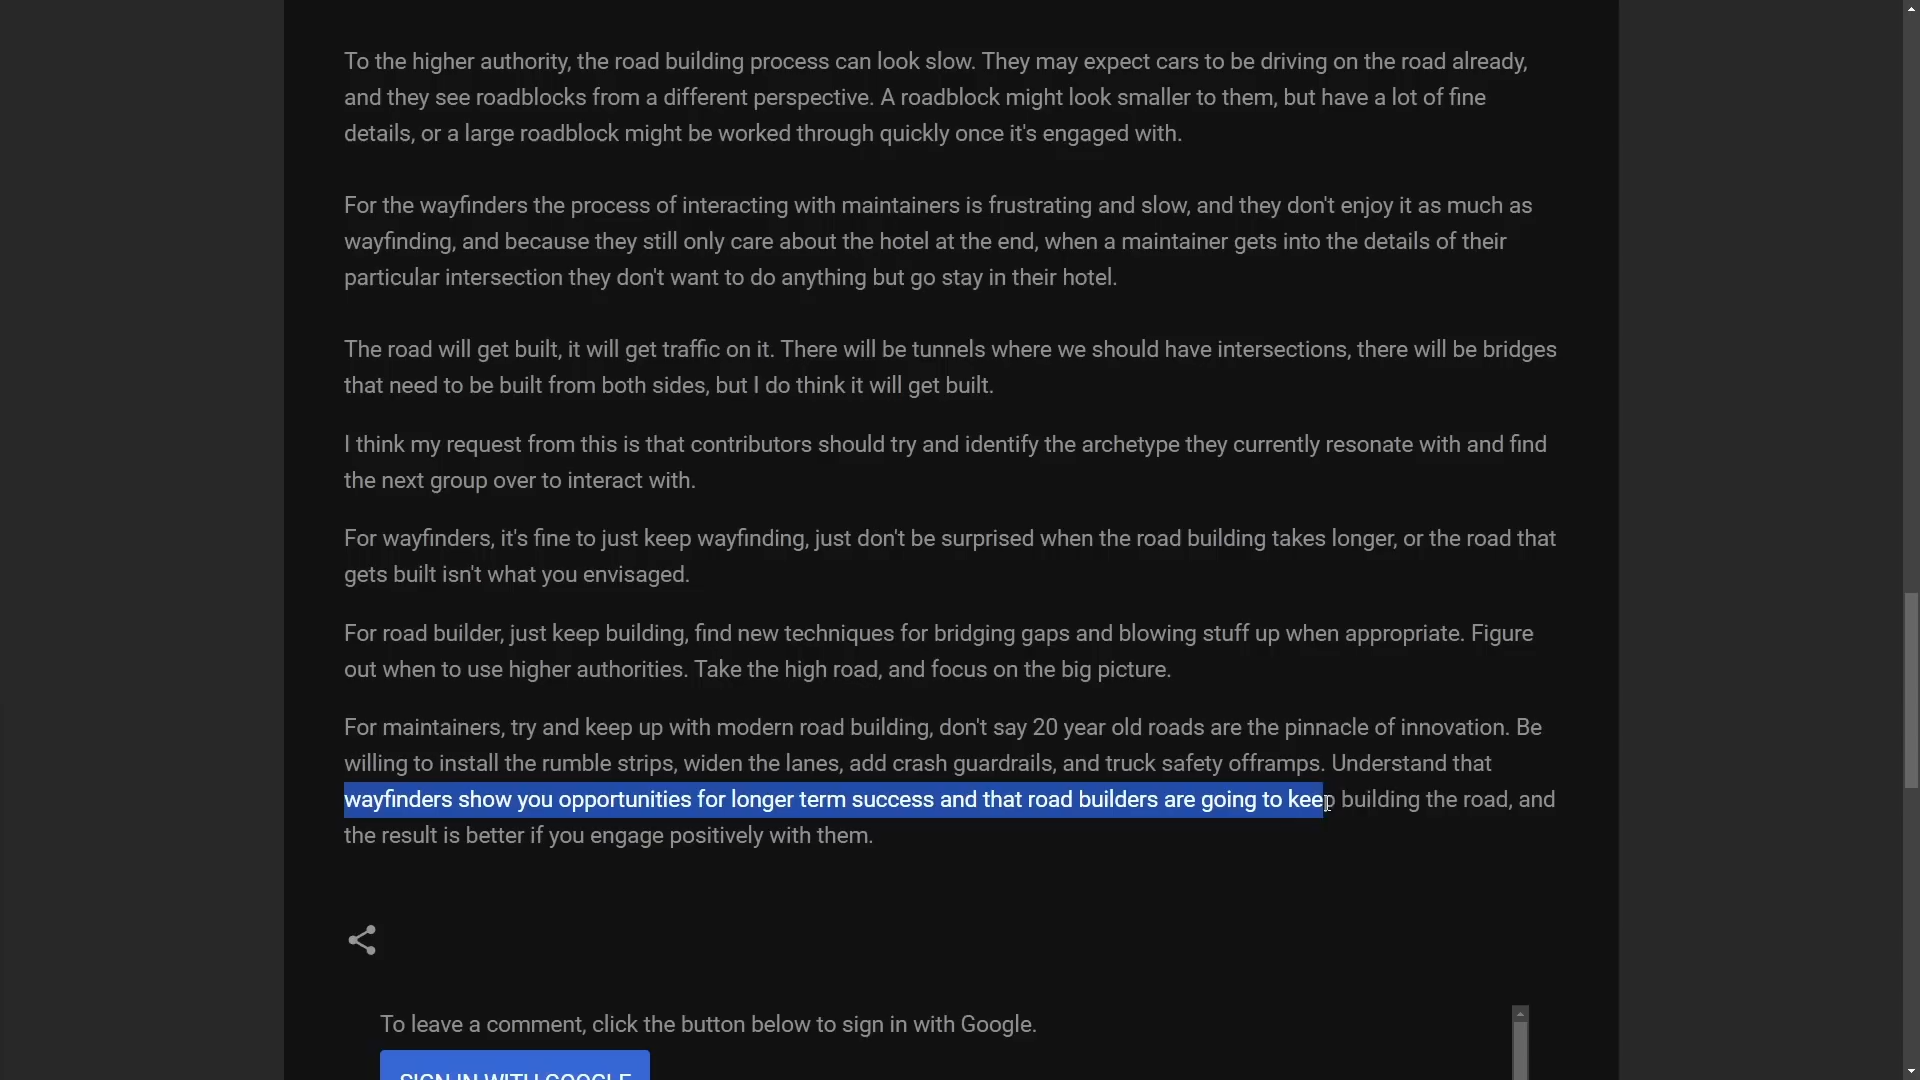 To the higher authority, the road building process can look slow. They may expect cars to be driving on the road already,
and they see roadblocks from a different perspective. A roadblock might look smaller to them, but have a lot of fine
details, or a large roadblock might be worked through quickly once it's engaged with.
For the wayfinders the process of interacting with maintainers is frustrating and slow, and they don't enjoy it as much as
wayfinding, and because they still only care about the hotel at the end, when a maintainer gets into the details of their
particular intersection they don't want to do anything but go stay in their hotel.
The road will get built, it will get traffic on it. There will be tunnels where we should have intersections, there will be bridges
that need to be built from both sides, but I do think it will get built.
I think my request from this is that contributors should try and identify the archetype they currently resonate with and find
the next group over to interact with.
For wayfinders, it's fine to just keep wayfinding, just don't be surprised when the road building takes longer, or the road that
gets built isn't what you envisaged.
For road builder, just keep building, find new techniques for bridging gaps and blowing stuff up when appropriate. Figure
out when to use higher authorities. Take the high road, and focus on the big picture.
For maintainers, try and keep up with modern road building, don't say 20 year old roads are the pinnacle of innovation. Be
willing to install the rumble strips, widen the lanes, add crash guardrails, and truck safety offramps. Understand that
wayfinders show you opportunities for longer term success and that road builders are going to keep building the road, and
the result is better if you engage positively with them.
To leave a comment, click the button below to sign in with Google.
SIGN IN WITH GOOGLE